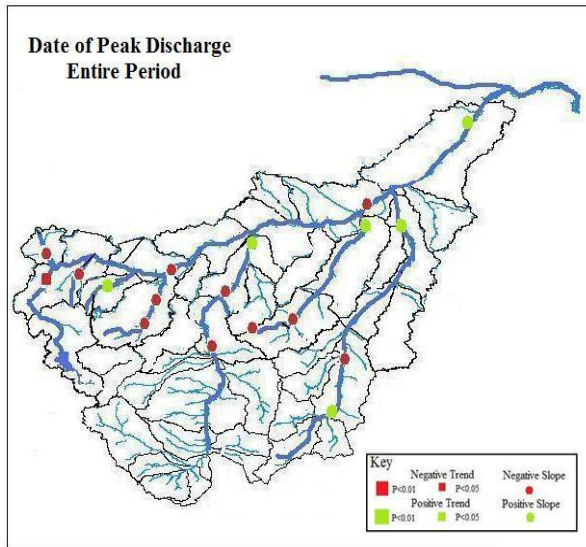 Date of Peak Discharge
Entire Period
Key
Negative Trend Negative Slope
P<0.01 P<0.05
Positive Trend Positive Slope
P<0.01 P<0.05